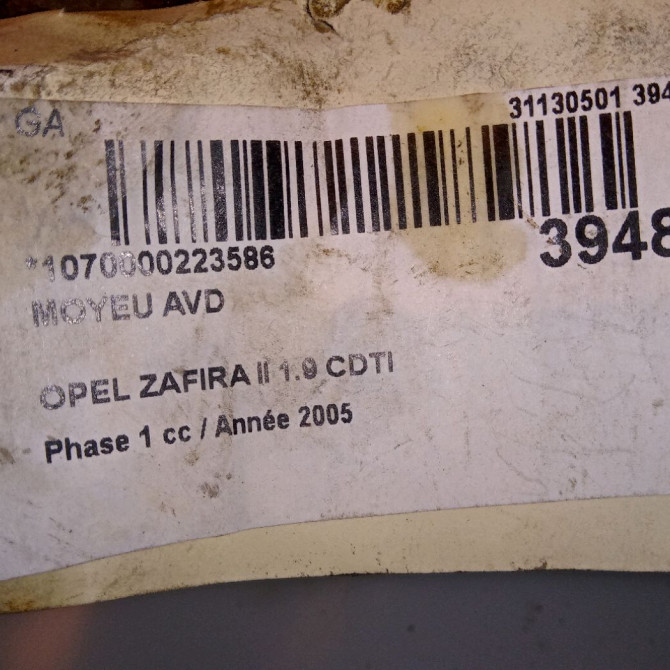 GA
31130501 394
*1070000223586
3948
MOYEU AVD
OPEL ZAFIRA II 1.9 CDTI
Phase 1 cc / Année 2005